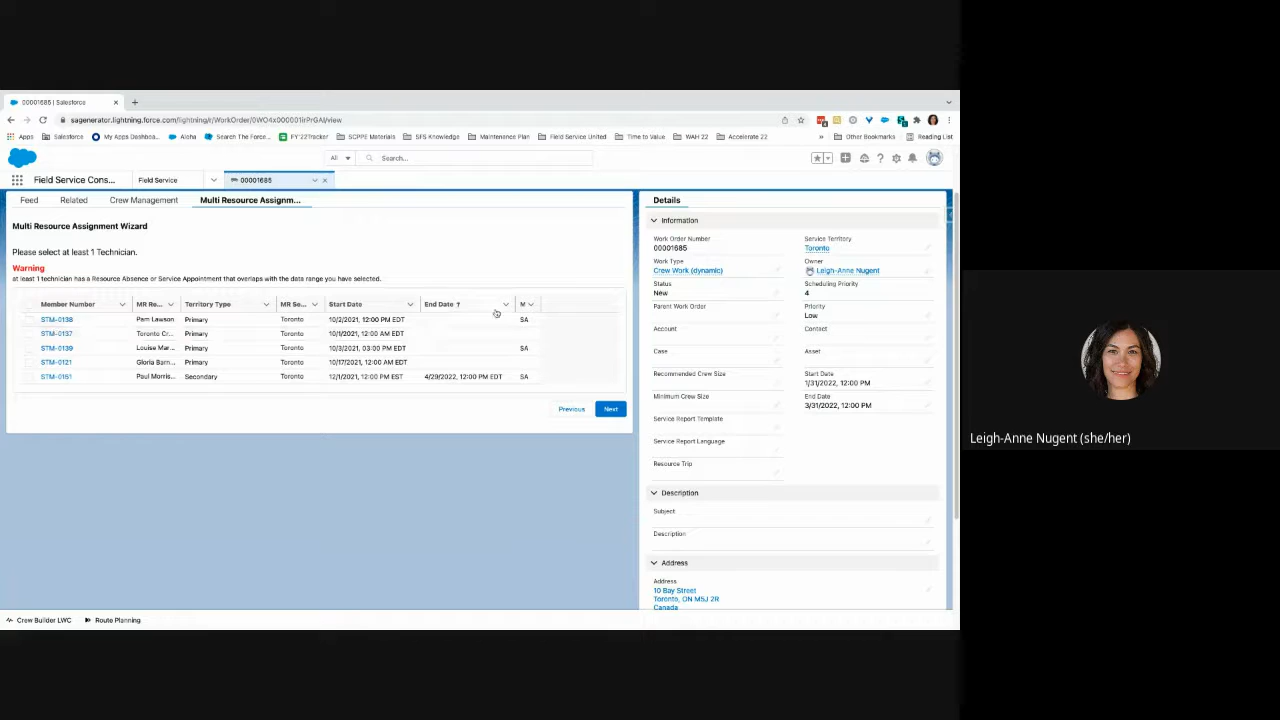 00001685 | Salesforce
sagenerator.lightning.force.com/lightning/r/WorkOrder/0WO4x000001irPrGAI/view
Apps Salesforce My Apps Dashboa... Aloha Search The Force... FY'22Tracker SCPPE Materials SFS Knowledge Maintenance Plan Field Service United Time to Value WAH 22 Accelerate 22 » Other Bookmarks Reading List
All Search...
Field Service Cons... Field Service 00001685
Feed Related Crew Management Multi Resource Assignm...
Multi Resource Assignment Wizard
Please select at least 1 Technician.
Warning
at least 1 technician has a Resource Absence or Service Appointment that overlaps with the data range you have selected.
Member Number MR Re... Territory Type MR Se... Start Date End Date ↑ M
STM-0138 Pam Lawson Primary Toronto 10/2/2021, 12:00 PM EDT SA
STM-0137 Toronto Cr... Primary Toronto 10/1/2021, 12:00 AM EDT
STM-0139 Louise Mar... Primary Toronto 10/3/2021, 03:00 PM EDT SA
STM-0121 Gloria Barn... Primary Toronto 10/17/2021, 12:00 AM EDT
STM-0151 Paul Morris... Secondary Toronto 12/1/2021, 12:00 PM EST 4/29/2022, 12:00 PM EDT SA
Previous Next
Details
Information
Work Order Number
00001685
Service Territory
Toronto
Work Type
Crew Work (dynamic)
Owner
Leigh-Anne Nugent
Status
New
Scheduling Priority
4
Parent Work Order
Priority
Low
Account
Contact
Case
Asset
Recommended Crew Size
Start Date
1/31/2022, 12:00 PM
Minimum Crew Size
End Date
3/31/2022, 12:00 PM
Service Report Template
Service Report Language
Resource Trip
Description
Subject
Description
Address
Address
10 Bay Street
Toronto, ON M5J 2R
Canada
Crew Builder LWC Route Planning
Leigh-Anne Nugent (she/her)